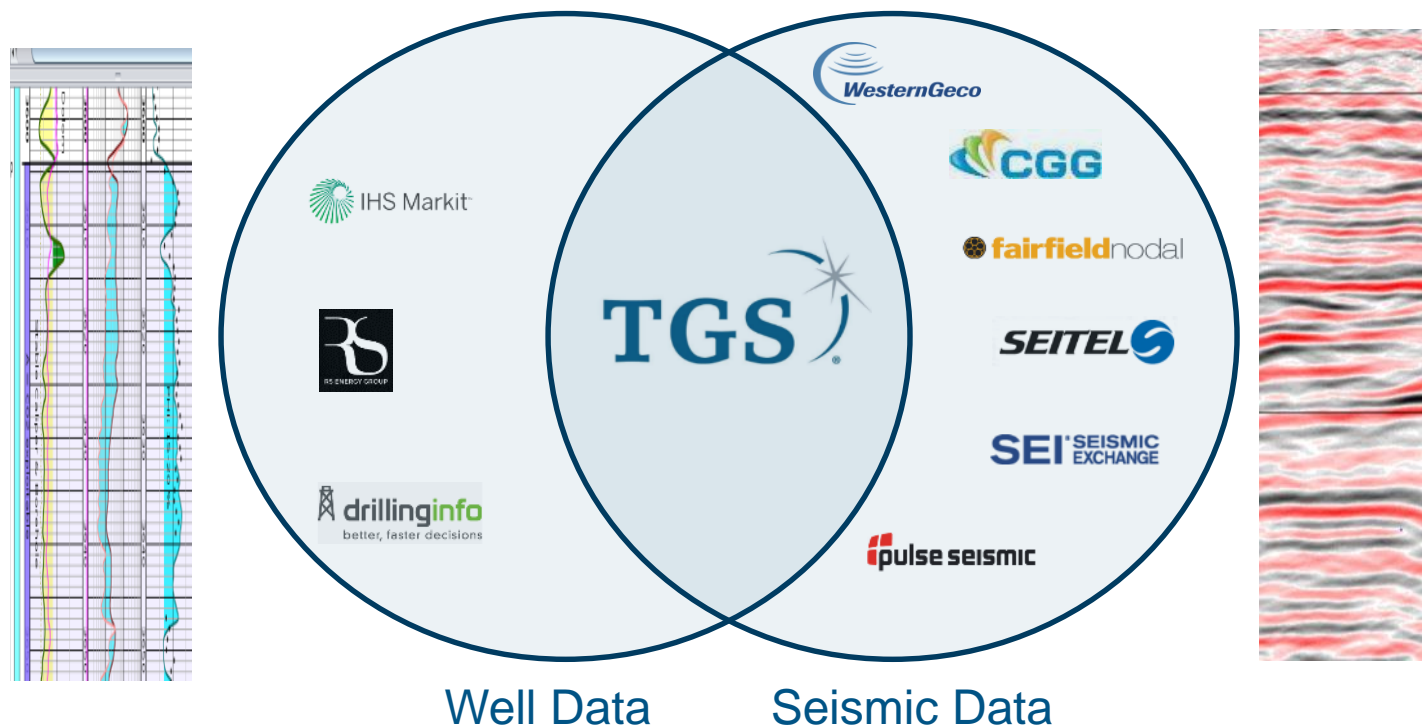 WesternGeco
CGG
IHS Markit
fairfieldnodal
TGS
®
RS
RS ENERGY GROUP
SEITEL
SEI SEISMIC
EXCHANGE
drillinginfo
better, faster decisions
pulse seismic
Well Data
Seismic Data